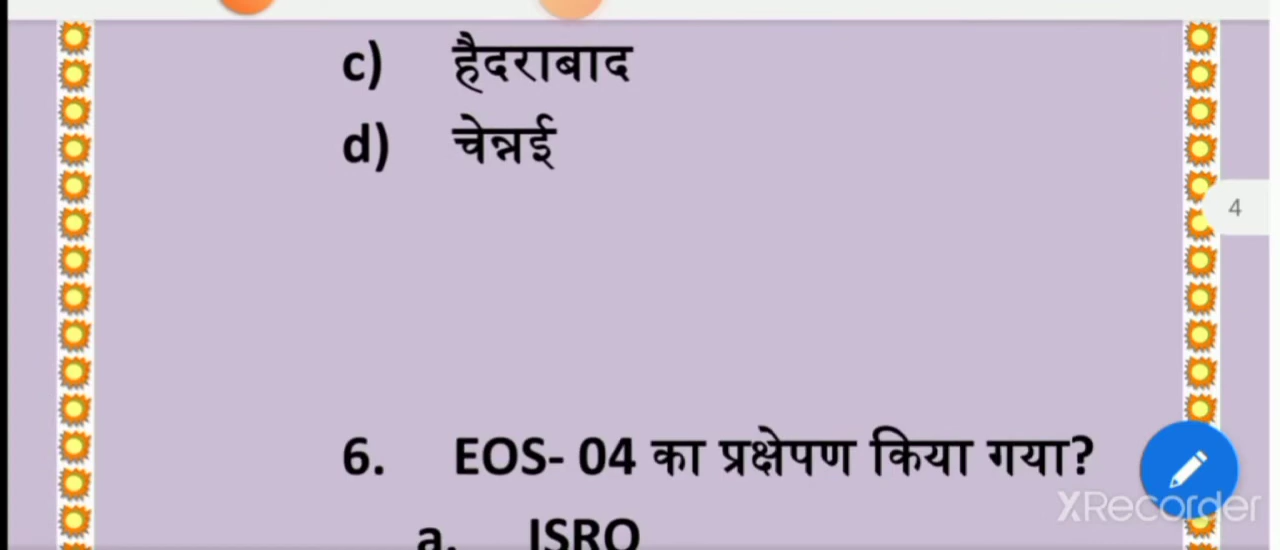 c) हैदराबाद
d) चेन्नई
4
6. EOS- 04 का प्रक्षेपण किया गया?
XRecorder
a. ISRO